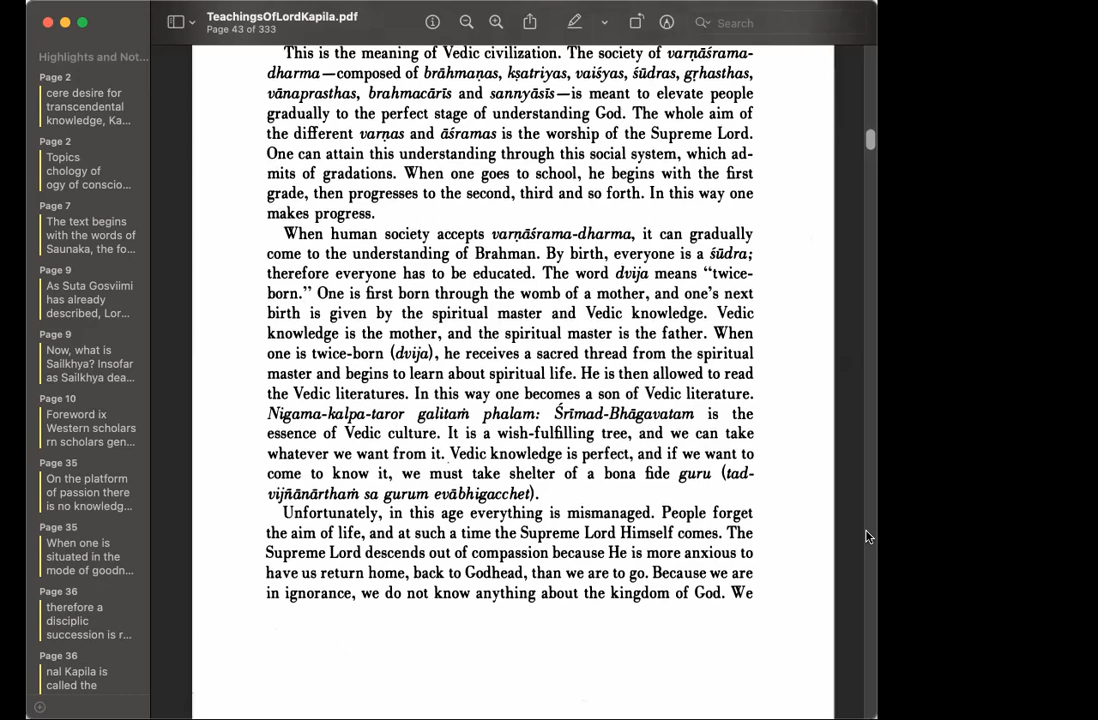 TeachingsOfLordKapila.pdf
Page 43 of 333
Search
Highlights and Not...
Page 2
cere desire for
transcendental
knowledge, Ka...
Page 2
Topics
chology of
ogy of conscio...
Page 7
The text begins
with the words of
Saunaka, the fo...
Page 9
As Suta Gosviimi
has already
described, Lor...
Page 9
Now, what is
Sailkhya? Insofar
as Sailkhya dea...
Page 10
Foreword ix
Western scholars
rn scholars gen...
Page 35
On the platform
of passion there
is no knowledg...
Page 35
When one is
situated in the
mode of goodn...
Page 36
therefore a
disciplic
succession is r...
Page 36
nal Kapila is
called the
This is the meaning of Vedic civilization. The society of varṇāśrama-
dharma—composed of brāhmaṇas, kṣatriyas, vaiśyas, śūdras, gṛhasthas,
vānaprasthas, brahmacārīs and sannyāsīs—is meant to elevate people
gradually to the perfect stage of understanding God. The whole aim of
the different varṇas and āśramas is the worship of the Supreme Lord.
One can attain this understanding through this social system, which ad-
mits of gradations. When one goes to school, he begins with the first
grade, then progresses to the second, third and so forth. In this way one
makes progress.
When human society accepts varṇāśrama-dharma, it can gradually
come to the understanding of Brahman. By birth, everyone is a śūdra;
therefore everyone has to be educated. The word dvija means “twice-
born.” One is first born through the womb of a mother, and one’s next
birth is given by the spiritual master and Vedic knowledge. Vedic
knowledge is the mother, and the spiritual master is the father. When
one is twice-born (dvija), he receives a sacred thread from the spiritual
master and begins to learn about spiritual life. He is then allowed to read
the Vedic literatures. In this way one becomes a son of Vedic literature.
Nigama-kalpa-taror galitaṁ phalam: Śrīmad-Bhāgavatam is the
essence of Vedic culture. It is a wish-fulfilling tree, and we can take
whatever we want from it. Vedic knowledge is perfect, and if we want to
come to know it, we must take shelter of a bona fide guru (tad-
vijñānārthaṁ sa gurum evābhigacchet).
Unfortunately, in this age everything is mismanaged. People forget
the aim of life, and at such a time the Supreme Lord Himself comes. The
Supreme Lord descends out of compassion because He is more anxious to
have us return home, back to Godhead, than we are to go. Because we are
in ignorance, we do not know anything about the kingdom of God. We